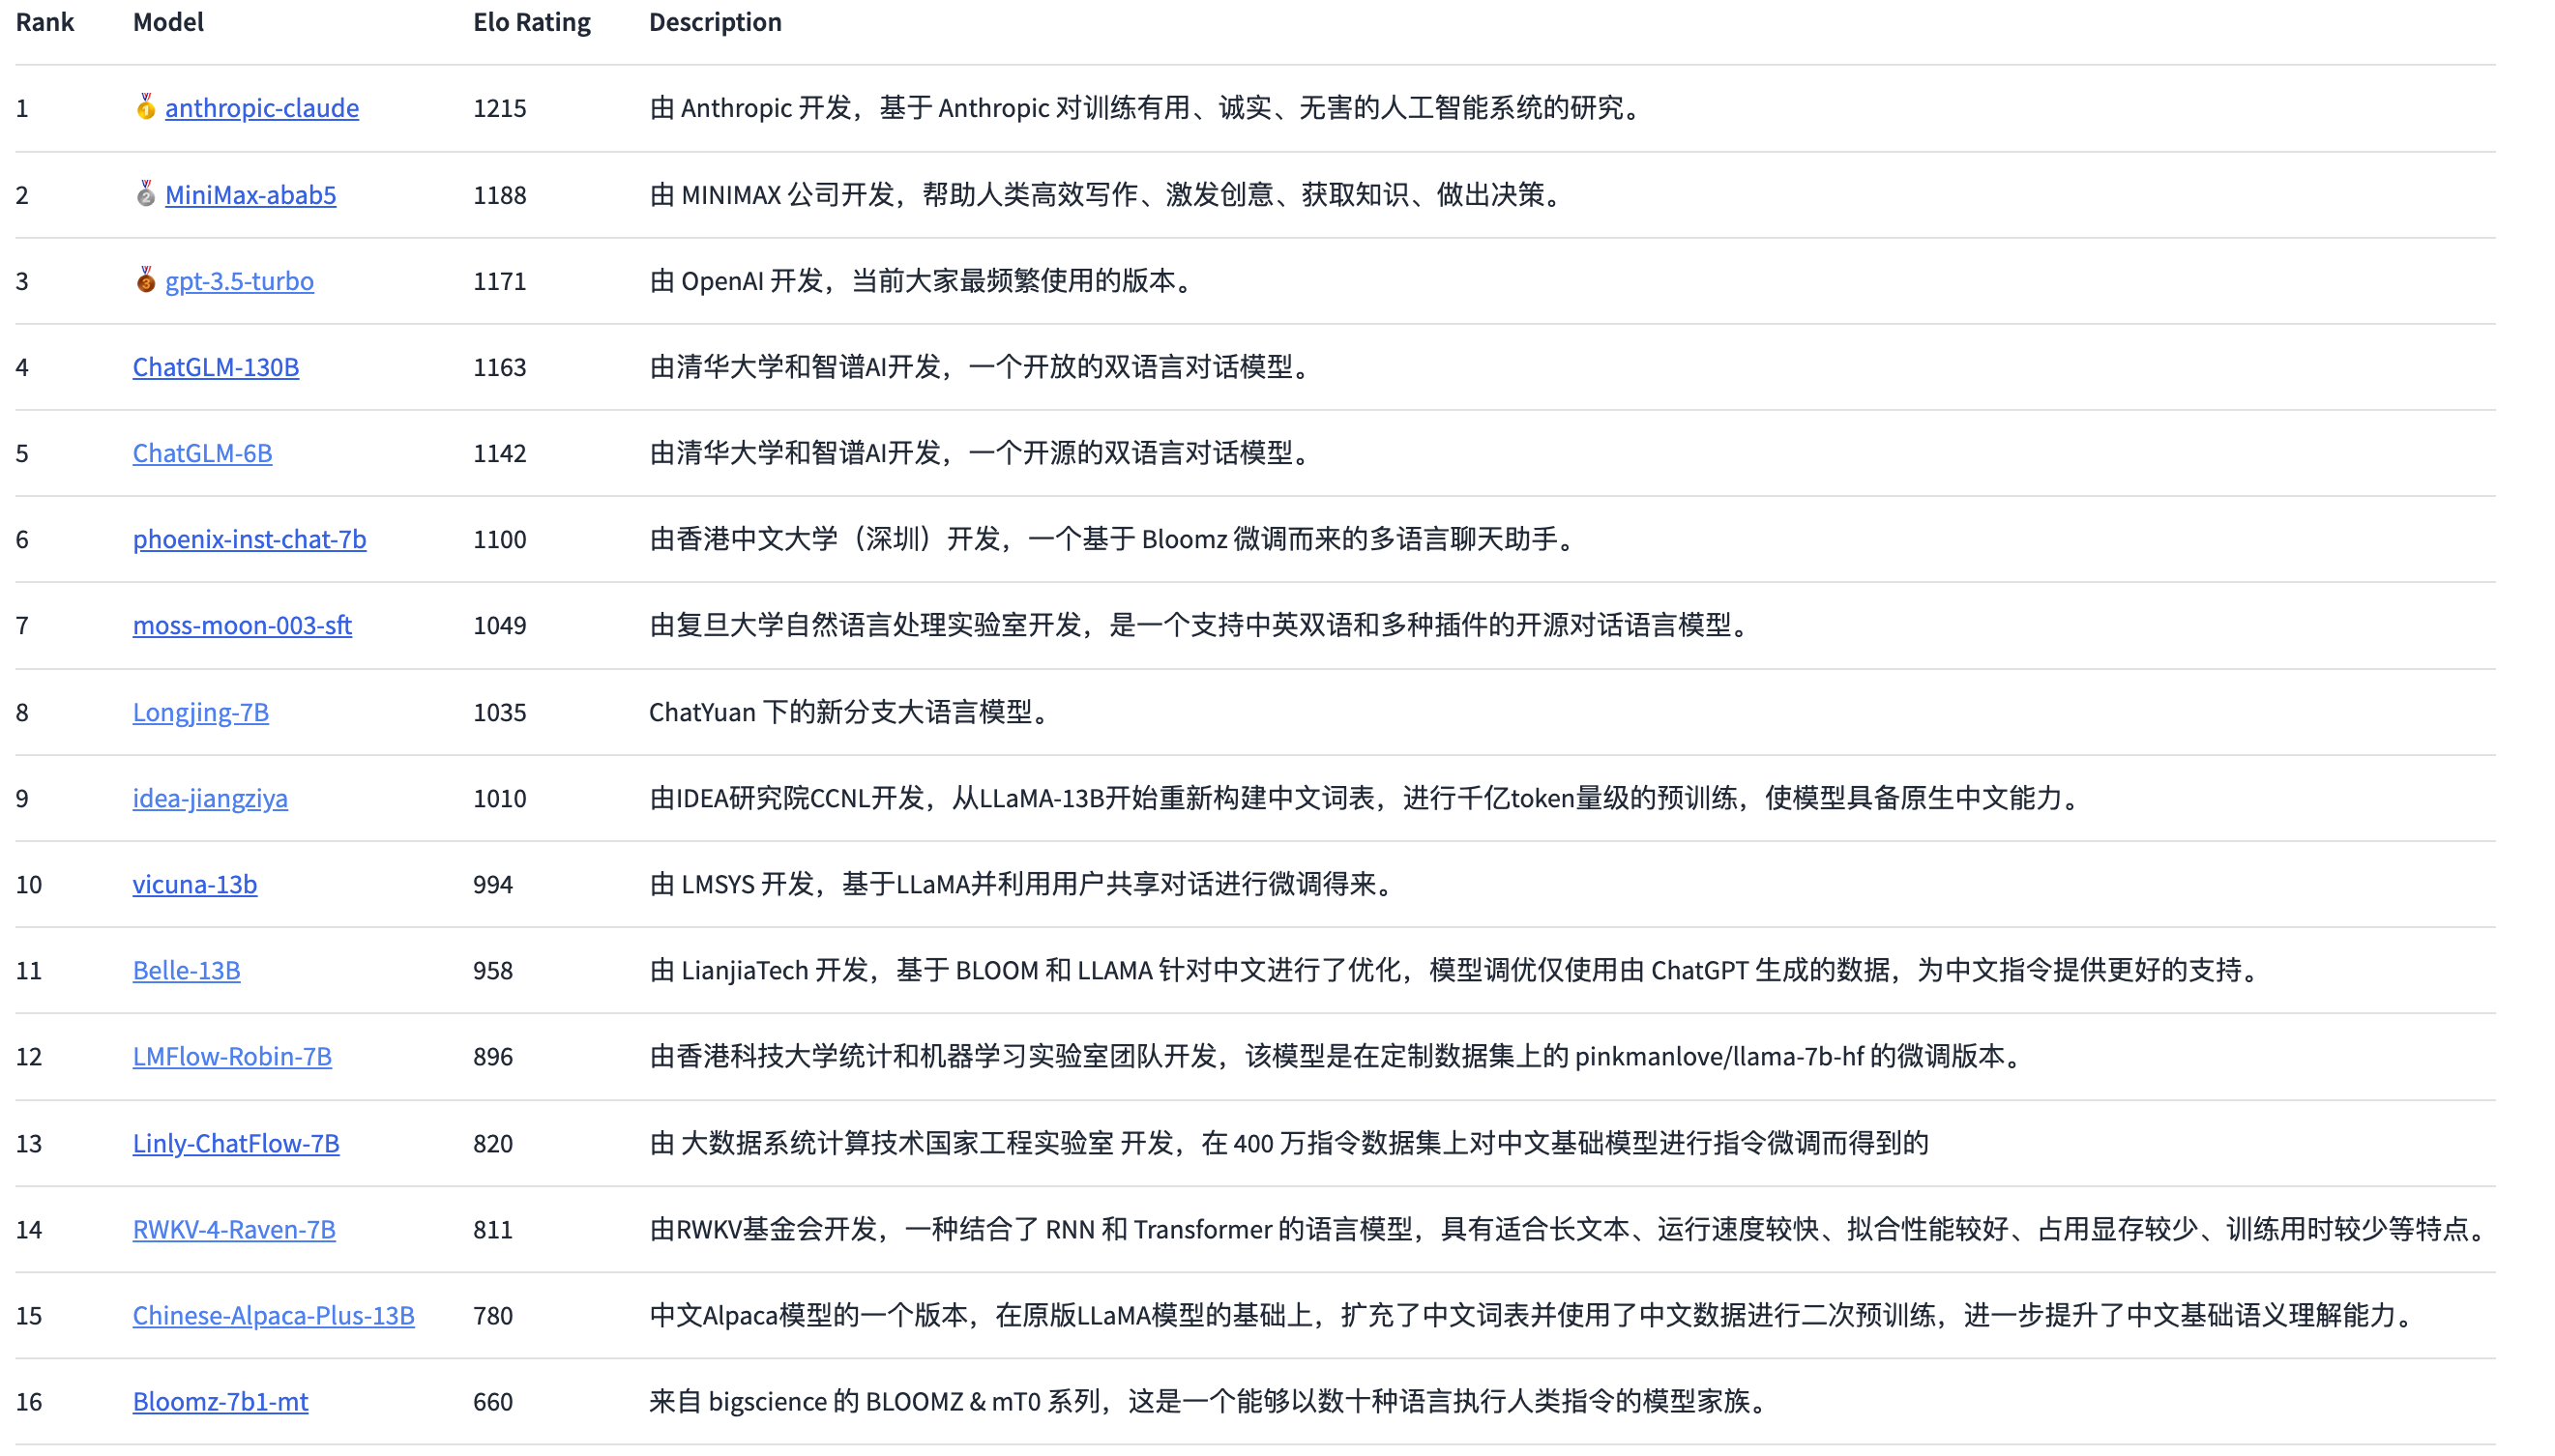 Rank Model Elo Rating Description
1 🥇 anthropic-claude 1215 由 Anthropic 开发，基于 Anthropic 对训练有用、诚实、无害的人工智能系统的研究。
2 🥈 MiniMax-abab5 1188 由 MINIMAX 公司开发，帮助人类高效写作、激发创意、获取知识、做出决策。
3 🥉 gpt-3.5-turbo 1171 由 OpenAI 开发，当前大家最频繁使用的版本。
4 ChatGLM-130B 1163 由清华大学和智谱AI开发，一个开放的双语言对话模型。
5 ChatGLM-6B 1142 由清华大学和智谱AI开发，一个开源的双语言对话模型。
6 phoenix-inst-chat-7b 1100 由香港中文大学（深圳）开发，一个基于 Bloomz 微调而来的多语言聊天助手。
7 moss-moon-003-sft 1049 由复旦大学自然语言处理实验室开发，是一个支持中英双语和多种插件的开源对话语言模型。
8 Longjing-7B 1035 ChatYuan 下的新分支大语言模型。
9 idea-jiangziya 1010 由IDEA研究院CCNL开发，从LLaMA-13B开始重新构建中文词表，进行千亿token量级的预训练，使模型具备原生中文能力。
10 vicuna-13b 994 由 LMSYS 开发，基于LLaMA并利用用户共享对话进行微调得来。
11 Belle-13B 958 由 LianjiaTech 开发，基于 BLOOM 和 LLAMA 针对中文进行了优化，模型调优仅使用由 ChatGPT 生成的数据，为中文指令提供更好的支持。
12 LMFlow-Robin-7B 896 由香港科技大学统计和机器学习实验室团队开发，该模型是在定制数据集上的 pinkmanlove/llama-7b-hf 的微调版本。
13 Linly-ChatFlow-7B 820 由 大数据系统计算技术国家工程实验室 开发，在 400 万指令数据集上对中文基础模型进行指令微调而得到的
14 RWKV-4-Raven-7B 811 由RWKV基金会开发，一种结合了 RNN 和 Transformer 的语言模型，具有适合长文本、运行速度较快、拟合性能较好、占用显存较少、训练用时较少等特点。
15 Chinese-Alpaca-Plus-13B 780 中文Alpaca模型的一个版本，在原版LLaMA模型的基础上，扩充了中文词表并使用了中文数据进行二次预训练，进一步提升了中文基础语义理解能力。
16 Bloomz-7b1-mt 660 来自 bigscience 的 BLOOMZ & mT0 系列，这是一个能够以数十种语言执行人类指令的模型家族。